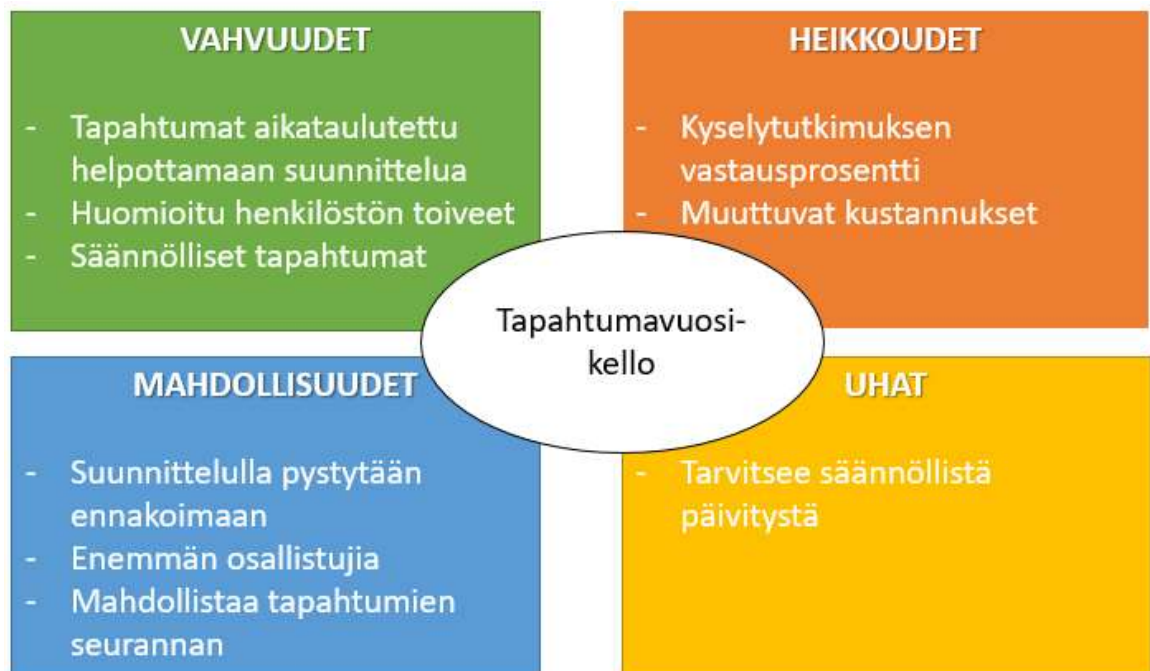 VAHVUUDET
- Tapahtumat aikataulutettu
helpottamaan suunnittelua
- Huomioitu henkilöstön toiveet
- Säännölliset tapahtumat
HEIKKOUDET
- Kyselytutkimuksen
vastausprosentti
- Muuttuvat kustannukset
Tapahtumavuosi-
kello
MAHDOLLISUUDET
- Suunnittelulla pystytään
ennakoimaan
- Enemmän osallistujia
- Mahdollistaa tapahtumien
seurannan
UHAT
- Tarvitsee säännöllistä
päivitystä